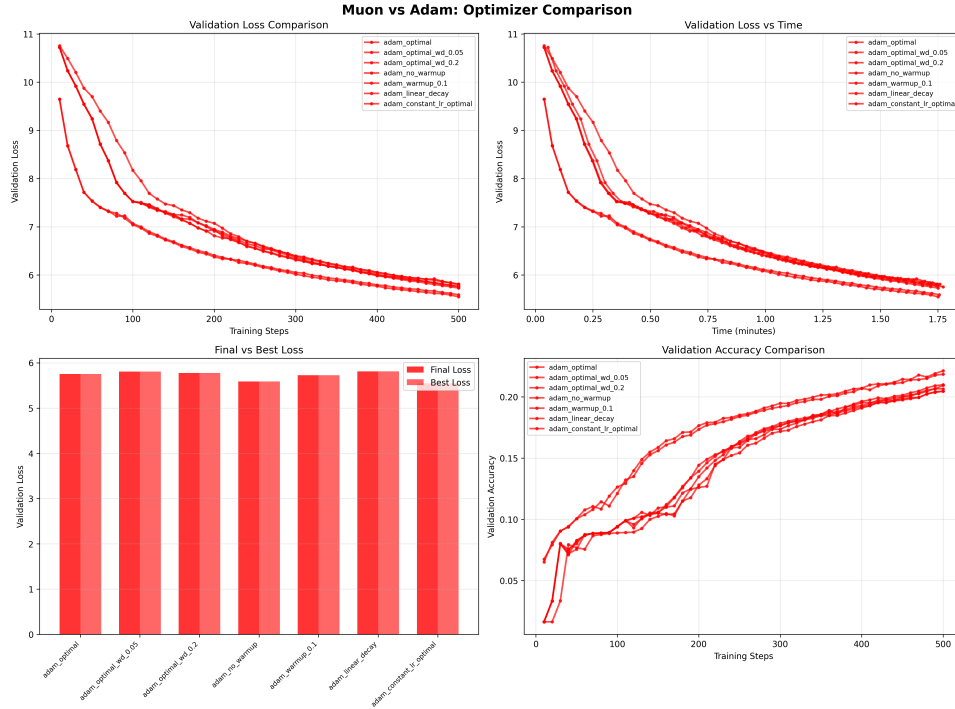 Muon vs Adam: Optimizer Comparison
Validation Loss Comparison
11
10
9
8
7
6
Validation Loss
0
100
200
300
400
500
Training Steps
adam_optimal
adam_optimal_wd_0.05
adam_optimal_wd_0.2
adam_no_warmup
adam_warmup_0.1
adam_linear_decay
adam_constant_lr_optimal
Validation Loss vs Time
11
10
9
8
7
6
Validation Loss
0.00
0.25
0.50
0.75
1.00
1.25
1.50
1.75
Time (minutes)
adam_optimal
adam_optimal_wd_0.05
adam_optimal_wd_0.2
adam_no_warmup
adam_warmup_0.1
adam_linear_decay
adam_constant_lr_optimal
Final vs Best Loss
6
5
4
3
2
1
0
Validation Loss
Final Loss
Best Loss
adam_optimal
adam_optimal_wd_0.05
adam_optimal_wd_0.2
adam_no_warmup
adam_warmup_0.1
adam_linear_decay
adam_constant_lr_optimal
Validation Accuracy Comparison
0.20
0.15
0.10
0.05
Validation Accuracy
0
100
200
300
400
500
Training Steps
adam_optimal
adam_optimal_wd_0.05
adam_optimal_wd_0.2
adam_no_warmup
adam_warmup_0.1
adam_linear_decay
adam_constant_lr_optimal